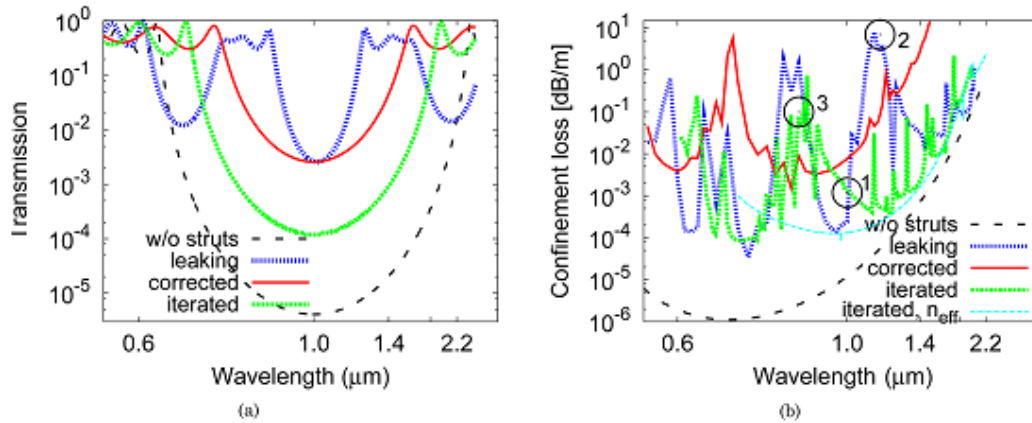 10^0
10^-1
10^-2
10^-3
10^-4
10^-5
Transmission
w/o struts
leaking
corrected
iterated
0.6 1.0 1.4 2.2
Wavelength (μm)
(a)
10^1
10^0
10^-1
10^-2
10^-3
10^-4
10^-5
10^-6
Confinement loss [dB/m]
2
3
1
w/o struts
leaking
corrected
iterated
iterated, n_eff
0.6 1.0 1.4 2.2
Wavelength (μm)
(b)